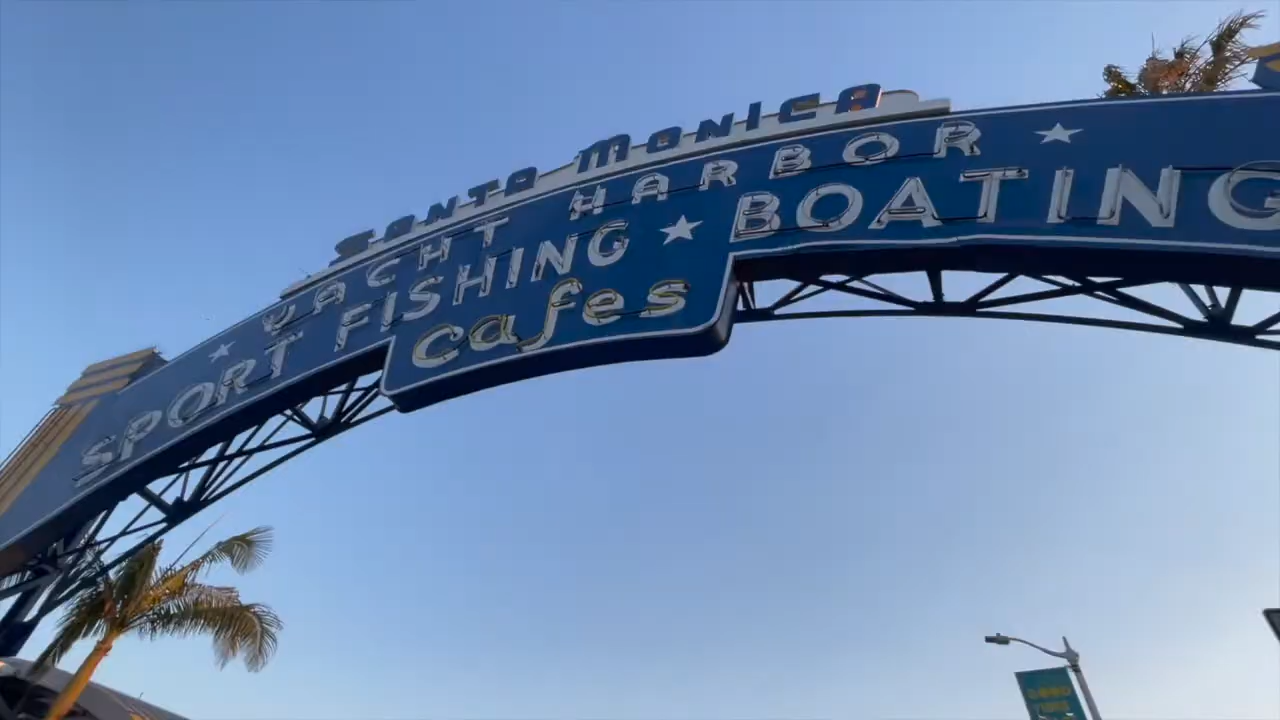 SANTA MONICA
YACHT HARBOR
SPORT FISHING BOATING
cafes